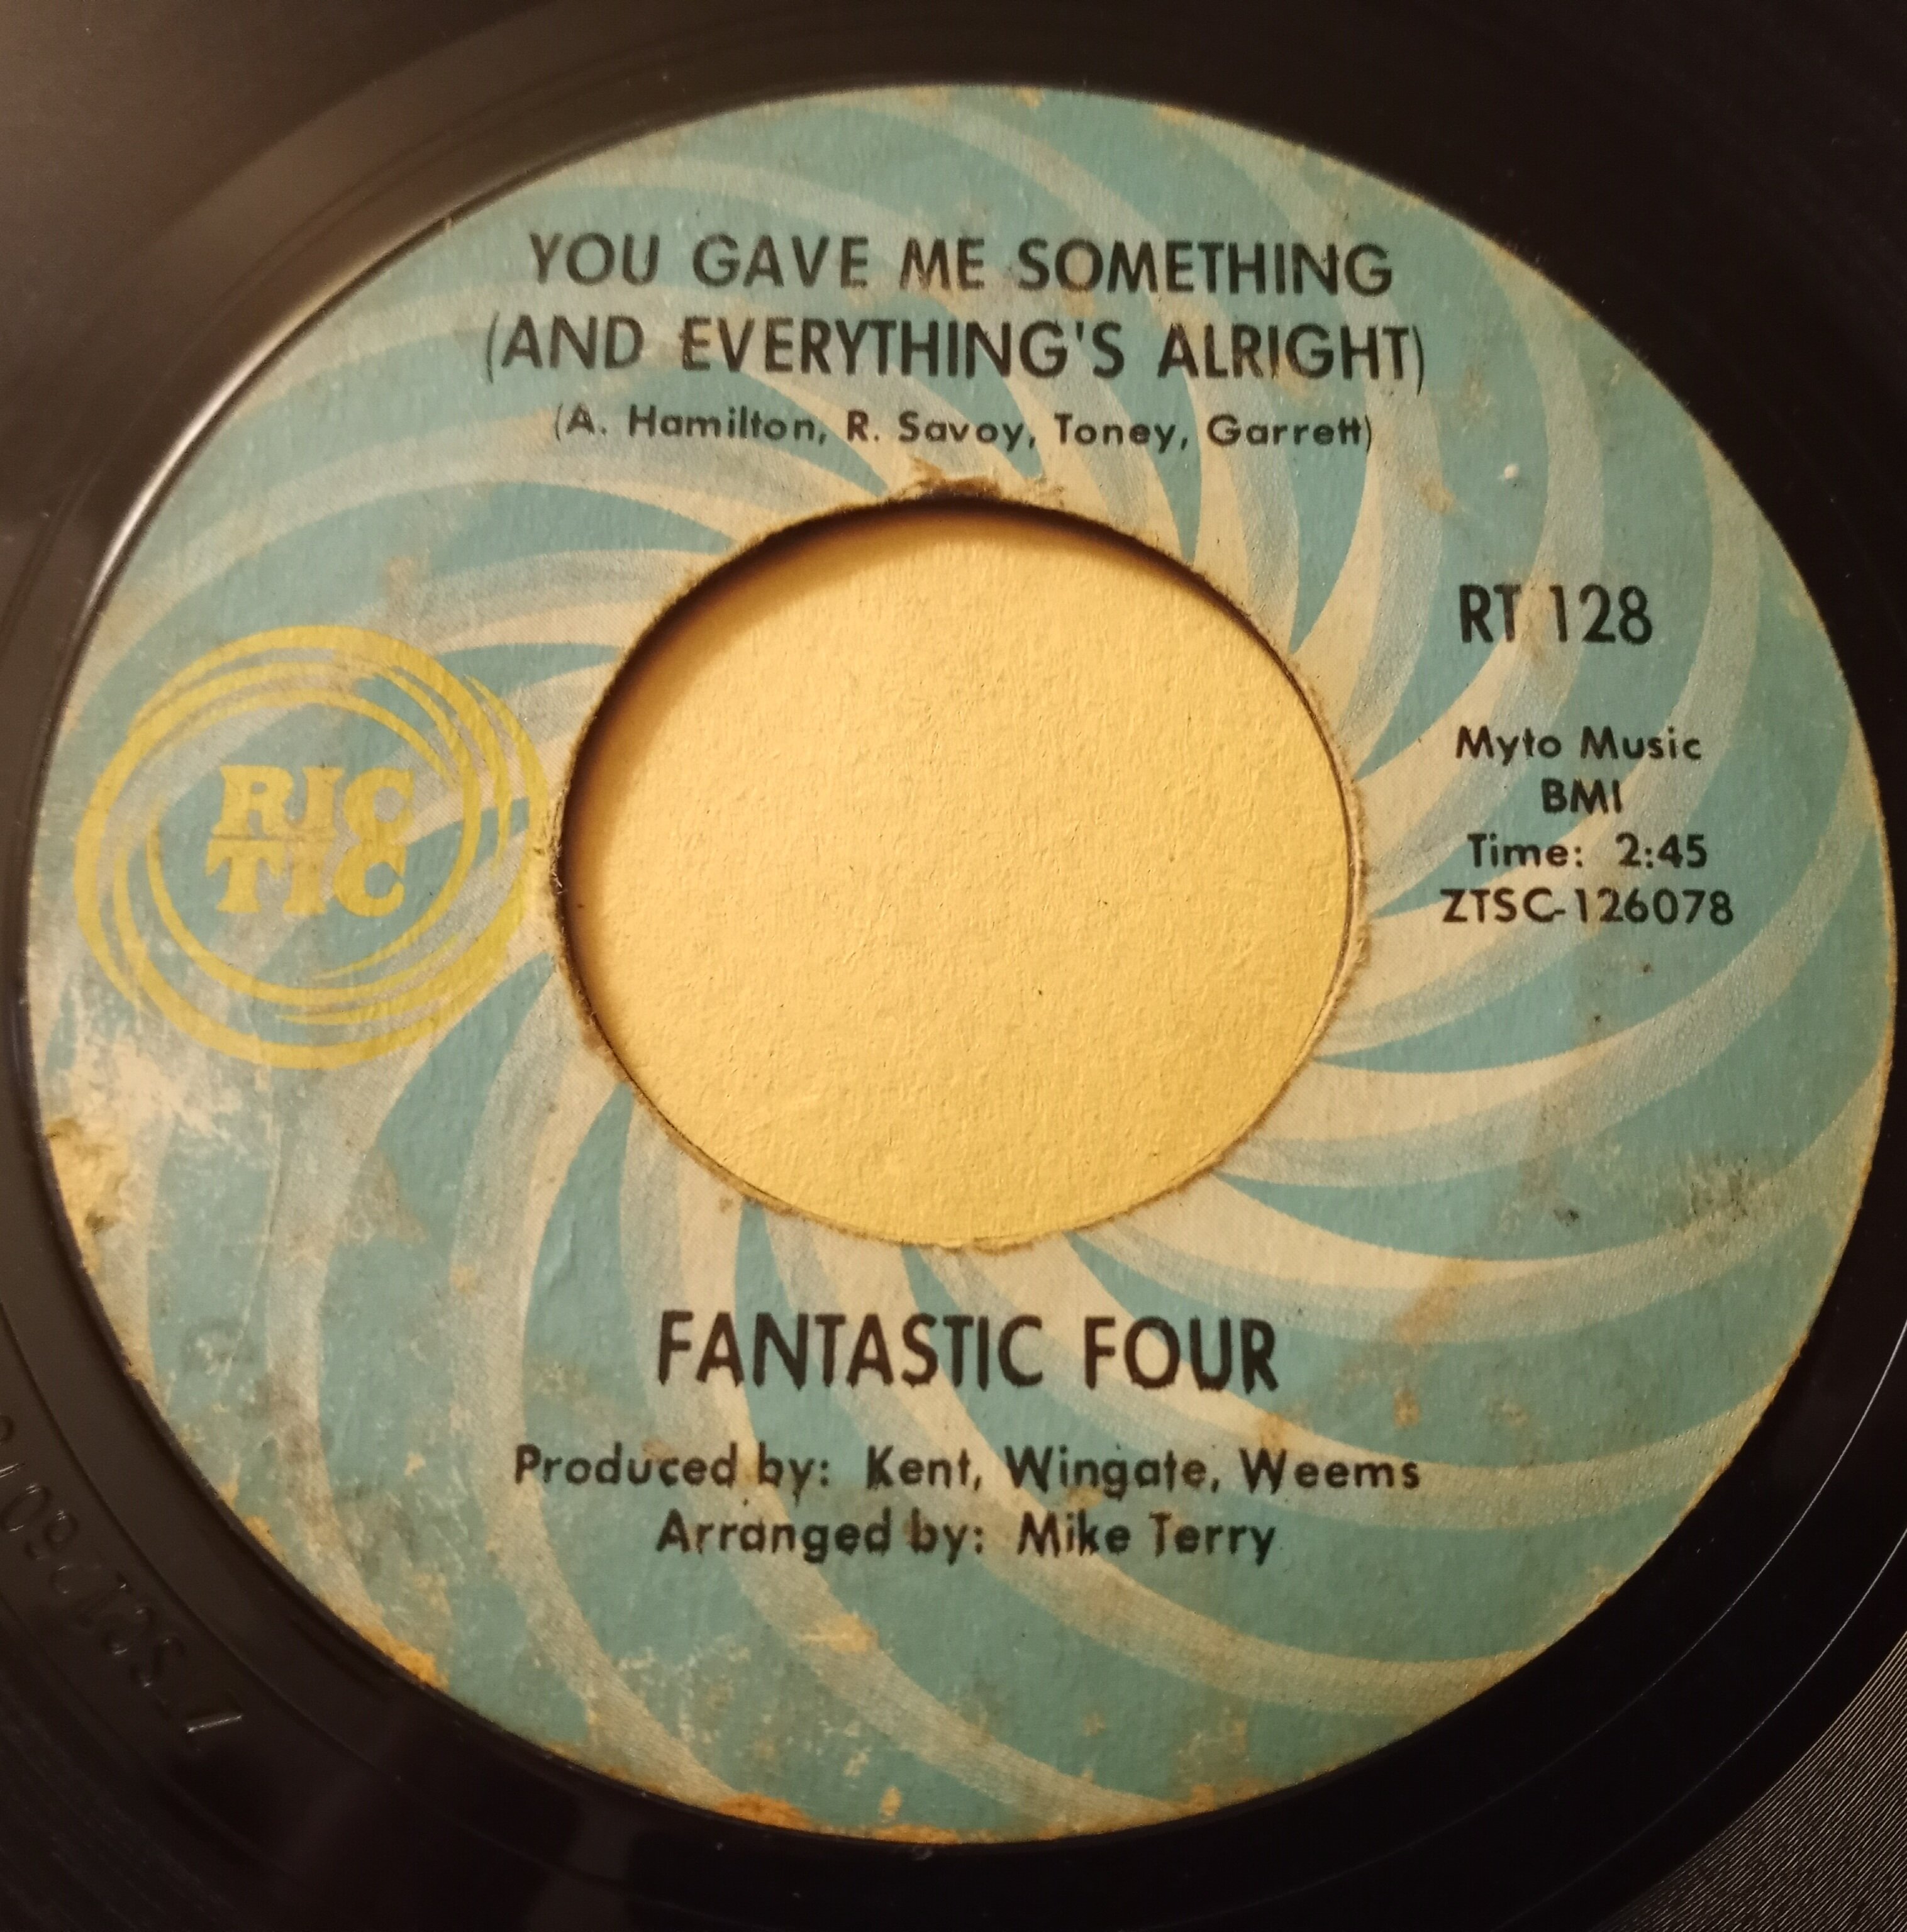 YOU GAVE ME SOMETHING
(AND EVERYTHING'S ALRIGHT)
(A. Hamilton, R. Savoy, Toney, Garrett)
RIC
TIC
RT 128
Myto Music
BMI
Time: 2:45
ZTSC-126078
FANTASTIC FOUR
Produced by: Kent, Wingate, Weems
Arranged by: Mike Terry